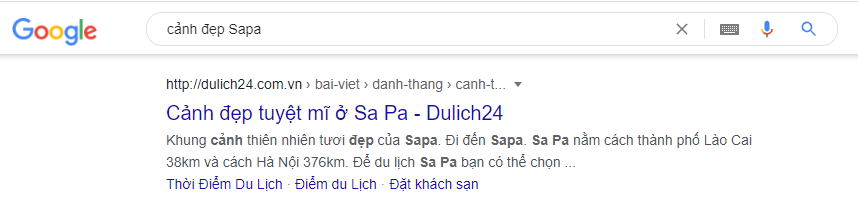 Google
cảnh đẹp Sapa
http://dulich24.com.vn › bai-viet › danh-thang › canh-t...
Cảnh đẹp tuyệt mĩ ở Sa Pa - Dulich24
Khung cảnh thiên nhiên tươi đẹp của Sapa. Đi đến Sapa. Sa Pa nằm cách thành phố Lào Cai
38km và cách Hà Nội 376km. Để du lịch Sa Pa bạn có thể chọn ...
Thời Điểm Du Lịch · Điểm du Lịch · Đặt khách sạn